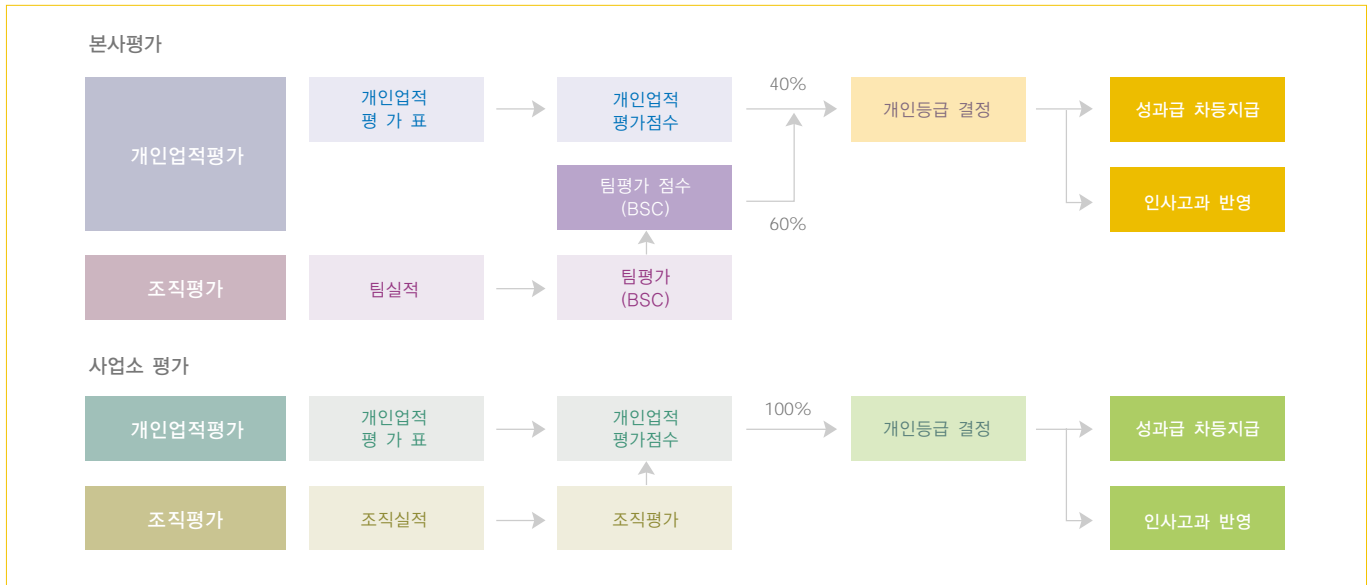 본사평가
개인업적평가
개인업적
평 가 표
개인업적
평가점수
40%
개인등급 결정
성과급 차등지급
팀평가 점수
(BSC)
60%
인사고과 반영
조직평가
팀실적
팀평가
(BSC)
사업소 평가
개인업적평가
개인업적
평 가 표
개인업적
평가점수
100%
개인등급 결정
성과급 차등지급
조직평가
조직실적
조직평가
인사고과 반영